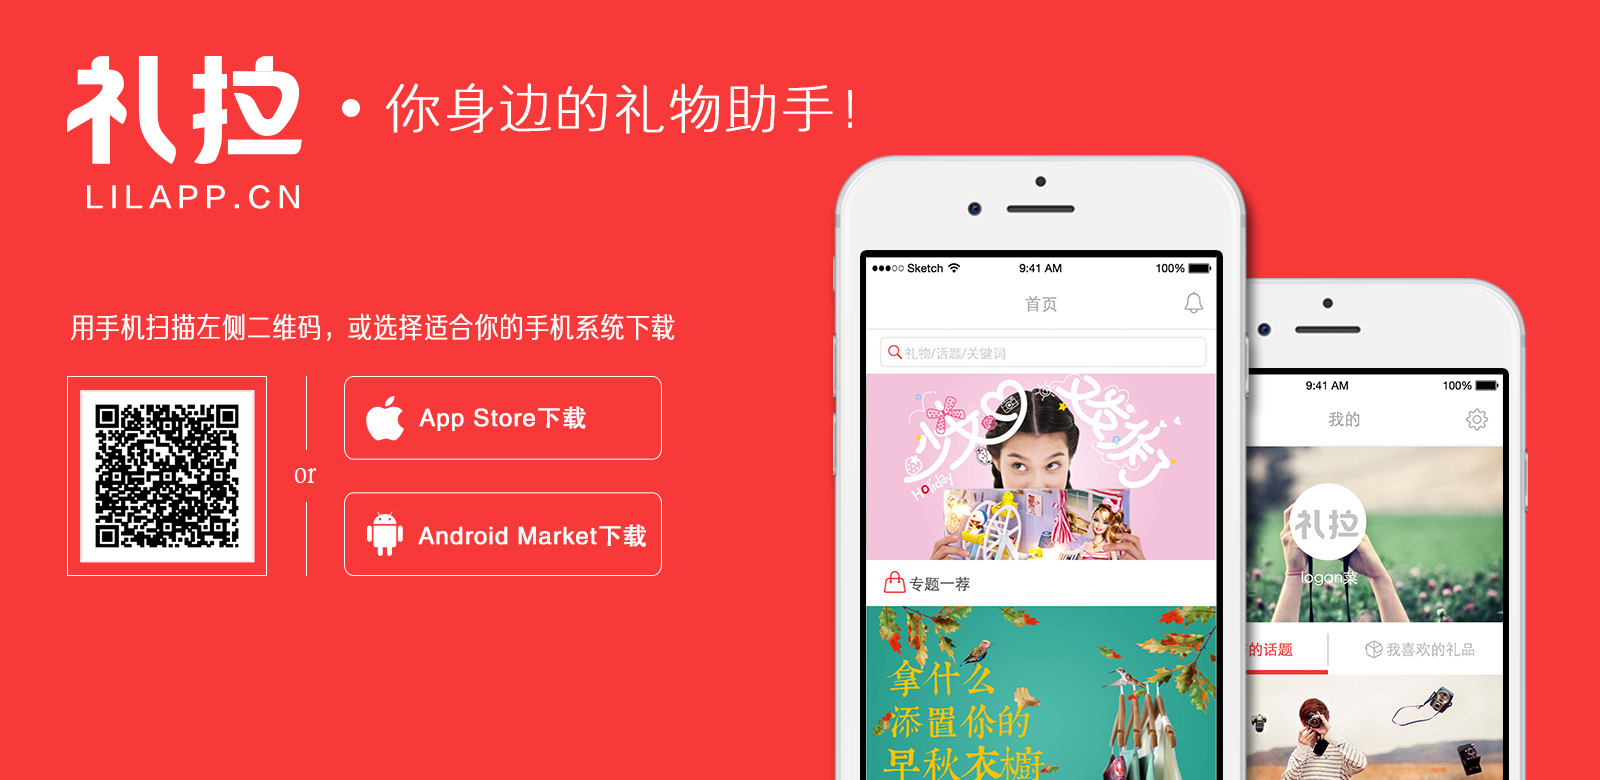 礼拉
LILAPP.CN
·你身边的礼物助手!
用手机扫描左侧二维码，或选择适合你的手机系统下载
or
App Store下载
Android Market下载
Sketch
9:41 AM
100%
首页
礼物/话题/关键词
少女心又发术了
Holiday
专题一荐
拿什么
添置你的
早秋衣橱
9:41 AM
100%
我的
礼拉
logan菜
的话题
我喜欢的礼品